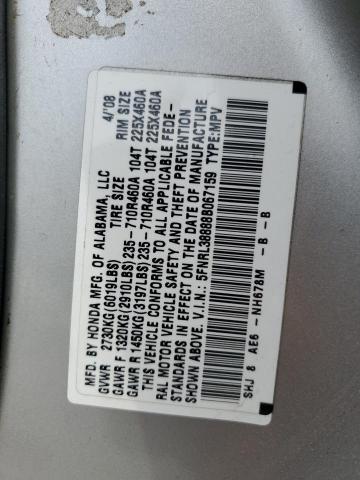 MFD. BY HONDA MFG. OF ALABAMA, LLC 4/'08
GVWR 2730KG(6019LBS) TIRE SIZE RIM SIZE
GAWR F 1320KG(2910LBS)235-710R460A 104T 225X460A
GAWR R 1450KG(3197LBS)235-710R460A 104T 225X460A
THIS VEHICLE CONFORMS TO ALL APPLICABLE FEDE-
RAL MOTOR VEHICLE SAFETY AND THEFT PREVENTION
STANDARDS IN EFFECT ON THE DATE OF MANUFACTURE
SHOWN ABOVE. V.I.N.: 5FNRL38888B067159 TYPE:MPV
SHJ 8 AE6 -NH678M -B -B